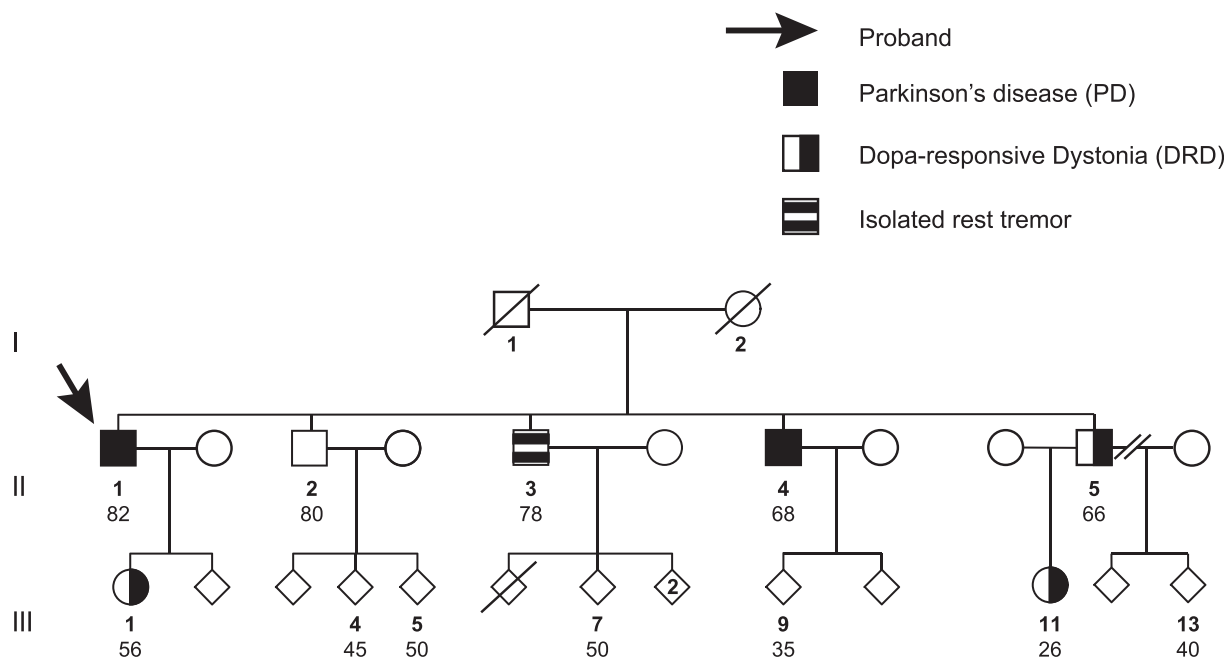 Proband
Parkinson's disease (PD)
Dopa-responsive Dystonia (DRD)
Isolated rest tremor
I
1 2
II
1 2 3 4 5
82 80 78 68 66
2
III
1 4 5 7 9 11 13
56 45 50 50 35 26 40